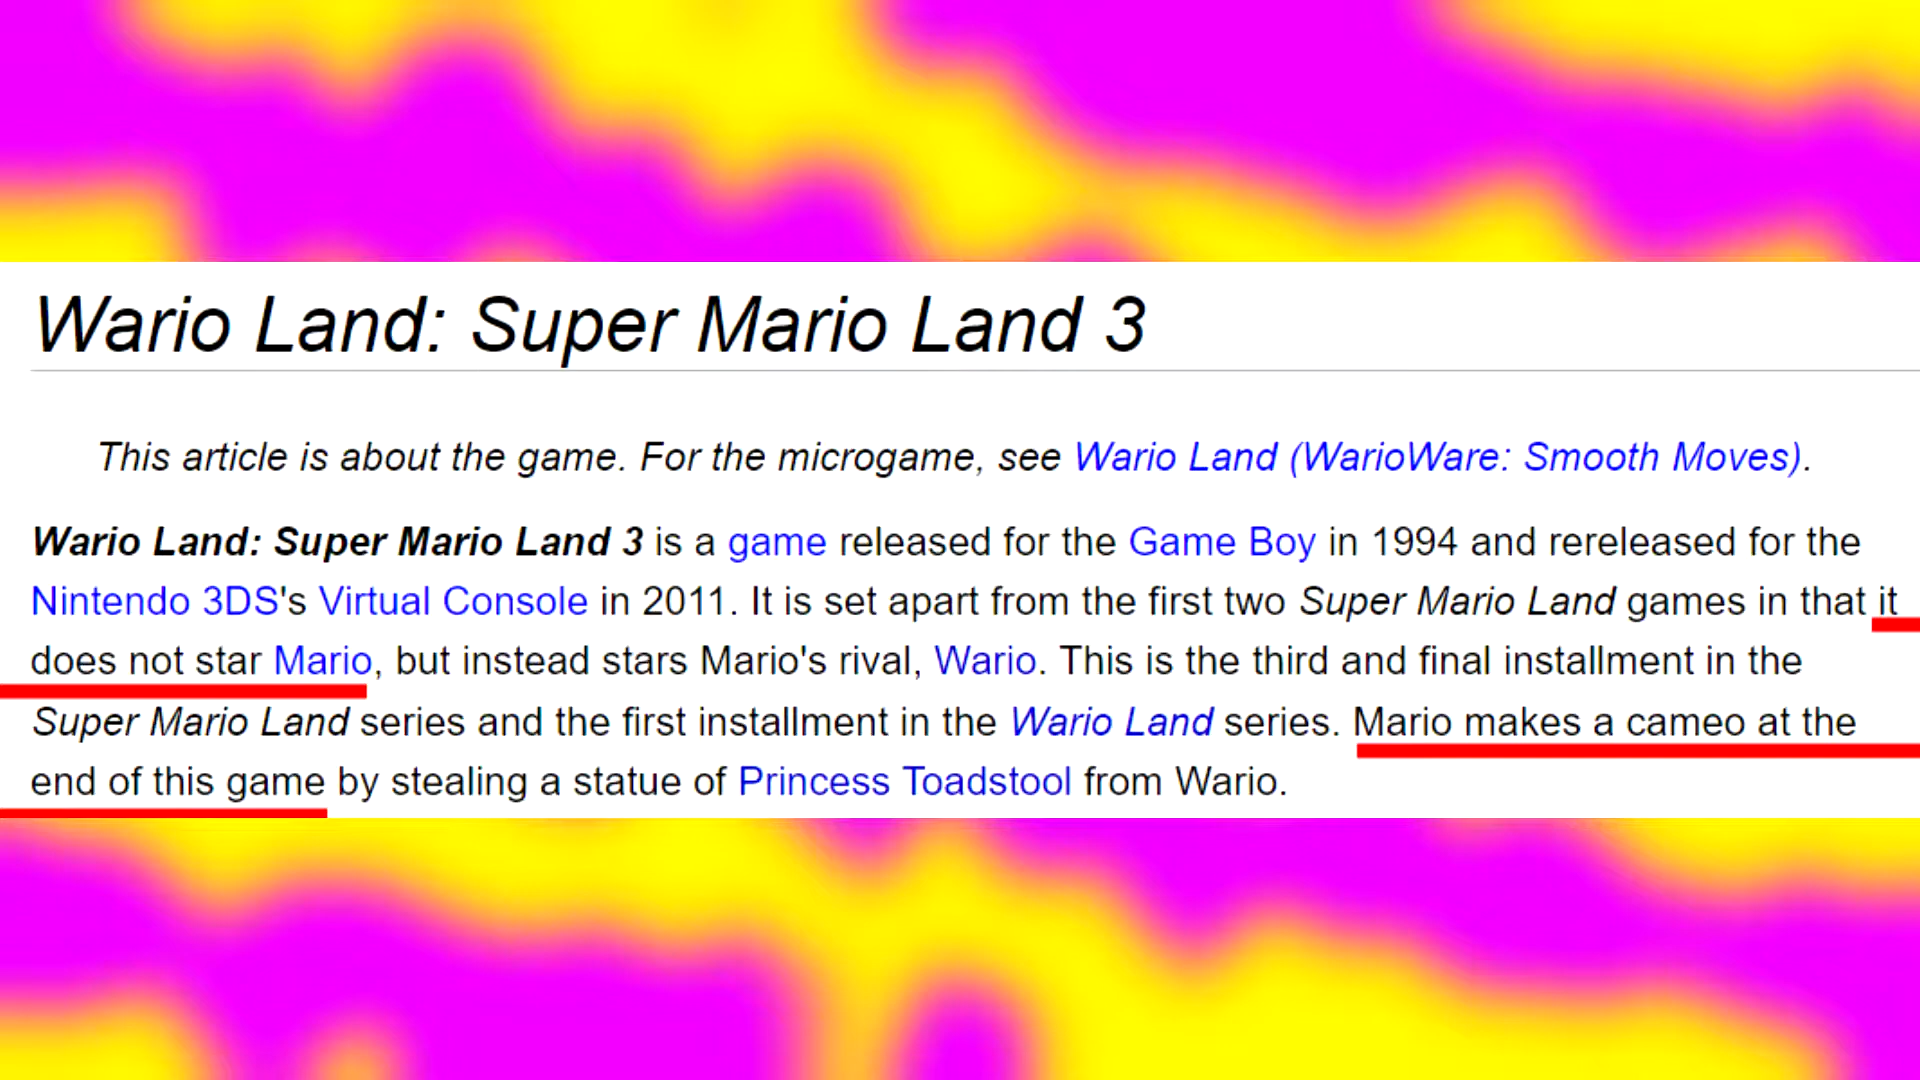 Wario Land: Super Mario Land 3
This article is about the game. For the microgame, see Wario Land (WarioWare: Smooth Moves).
Wario Land: Super Mario Land 3 is a game released for the Game Boy in 1994 and rereleased for the
Nintendo 3DS's Virtual Console in 2011. It is set apart from the first two Super Mario Land games in that it
does not star Mario, but instead stars Mario's rival, Wario. This is the third and final installment in the
Super Mario Land series and the first installment in the Wario Land series. Mario makes a cameo at the
end of this game by stealing a statue of Princess Toadstool from Wario.